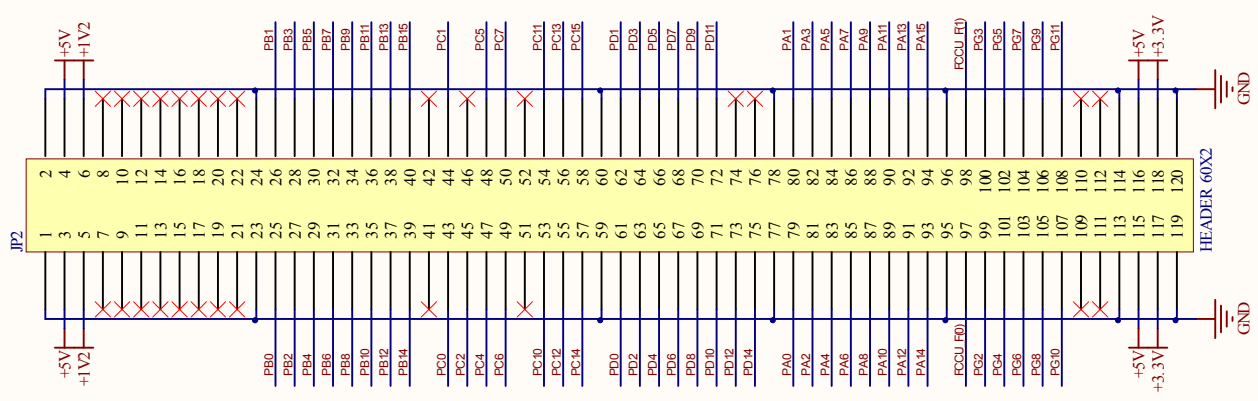 +5V +1V2 PB1 PB3 PB5 PB7 PB9 PB11 PB13 PB15 PC1 PC5 PC7 PC11 PC13 PC15 PD1 PD3 PD5 PD7 PD9 PD11 PA1 PA3 PA5 PA7 PA9 PA11 PA13 PA15 FCCU_F(1) PG3 PG5 PG7 PG9 PG11 +5V +3.3V
GND
2 4 6 8 10 12 14 16 18 20 22 24 26 28 30 32 34 36 38 40 42 44 46 48 50 52 54 56 58 60 62 64 66 68 70 72 74 76 78 80 82 84 86 88 90 92 94 96 98 100 102 104 106 108 110 112 114 116 118 120
JP2
1 3 5 7 9 11 13 15 17 19 21 23 25 27 29 31 33 35 37 39 41 43 45 47 49 51 53 55 57 59 61 63 65 67 69 71 73 75 77 79 81 83 85 87 89 91 93 95 97 99 101 103 105 107 109 111 113 115 117 119
HEADER 60X2
GND
+5V +1V2 PB0 PB2 PB4 PB6 PB8 PB10 PB12 PB14 PC0 PC2 PC4 PC6 PC10 PC12 PC14 PD0 PD2 PD4 PD6 PD8 PD10 PD12 PD14 PA0 PA2 PA4 PA6 PA8 PA10 PA12 PA14 FCCU_F(0) PG2 PG4 PG6 PG8 PG10 +5V +3.3V